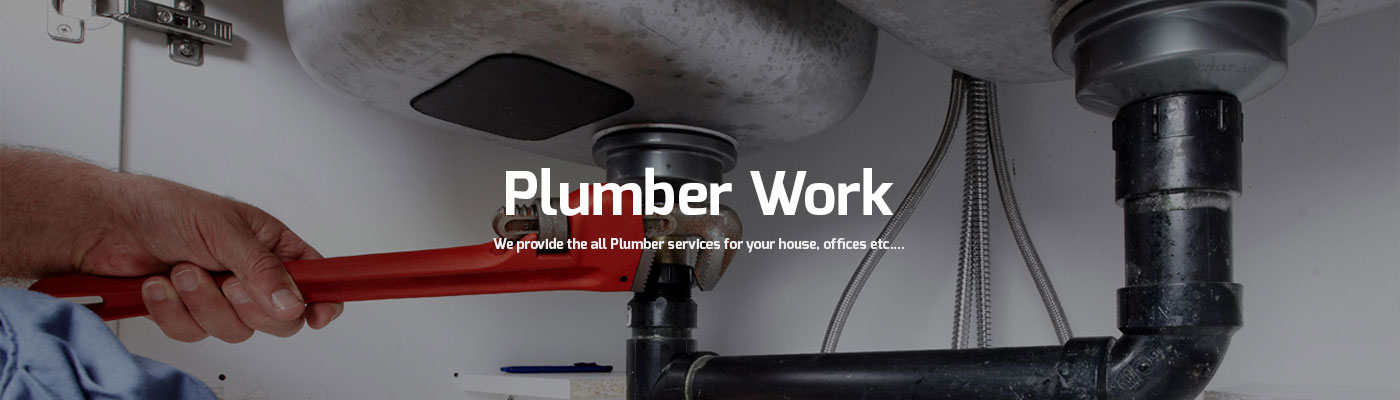 Plumber Work
We provide the all Plumber services for your house, offices etc....